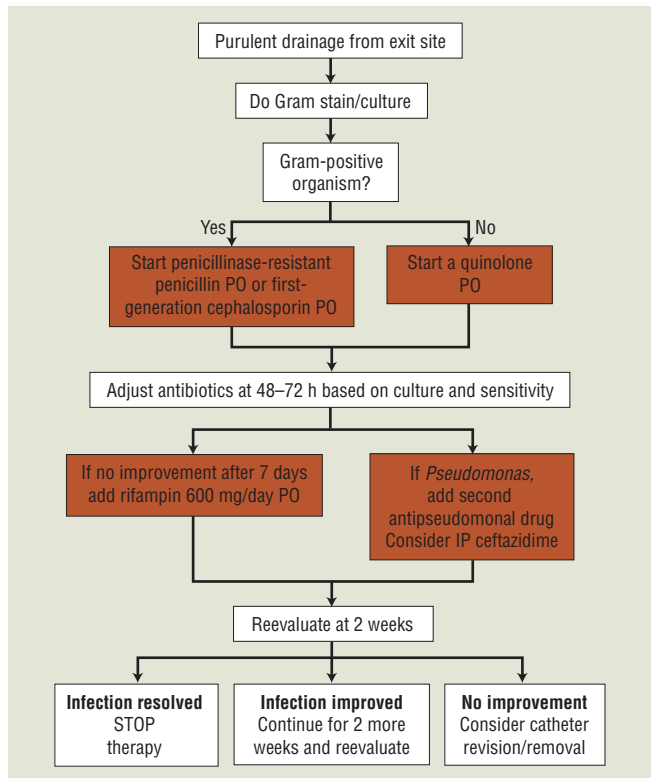 Purulent drainage from exit site
Do Gram stain/culture
Gram-positive
organism?
Yes
No
Start penicillinase-resistant
penicillin PO or first-
generation cephalosporin PO
Start a quinolone
PO
Adjust antibiotics at 48–72 h based on culture and sensitivity
If no improvement after 7 days
add rifampin 600 mg/day PO
If Pseudomonas,
add second
antipseudomonal drug
Consider IP ceftazidime
Reevaluate at 2 weeks
Infection resolved
STOP
therapy
Infection improved
Continue for 2 more
weeks and reevaluate
No improvement
Consider catheter
revision/removal